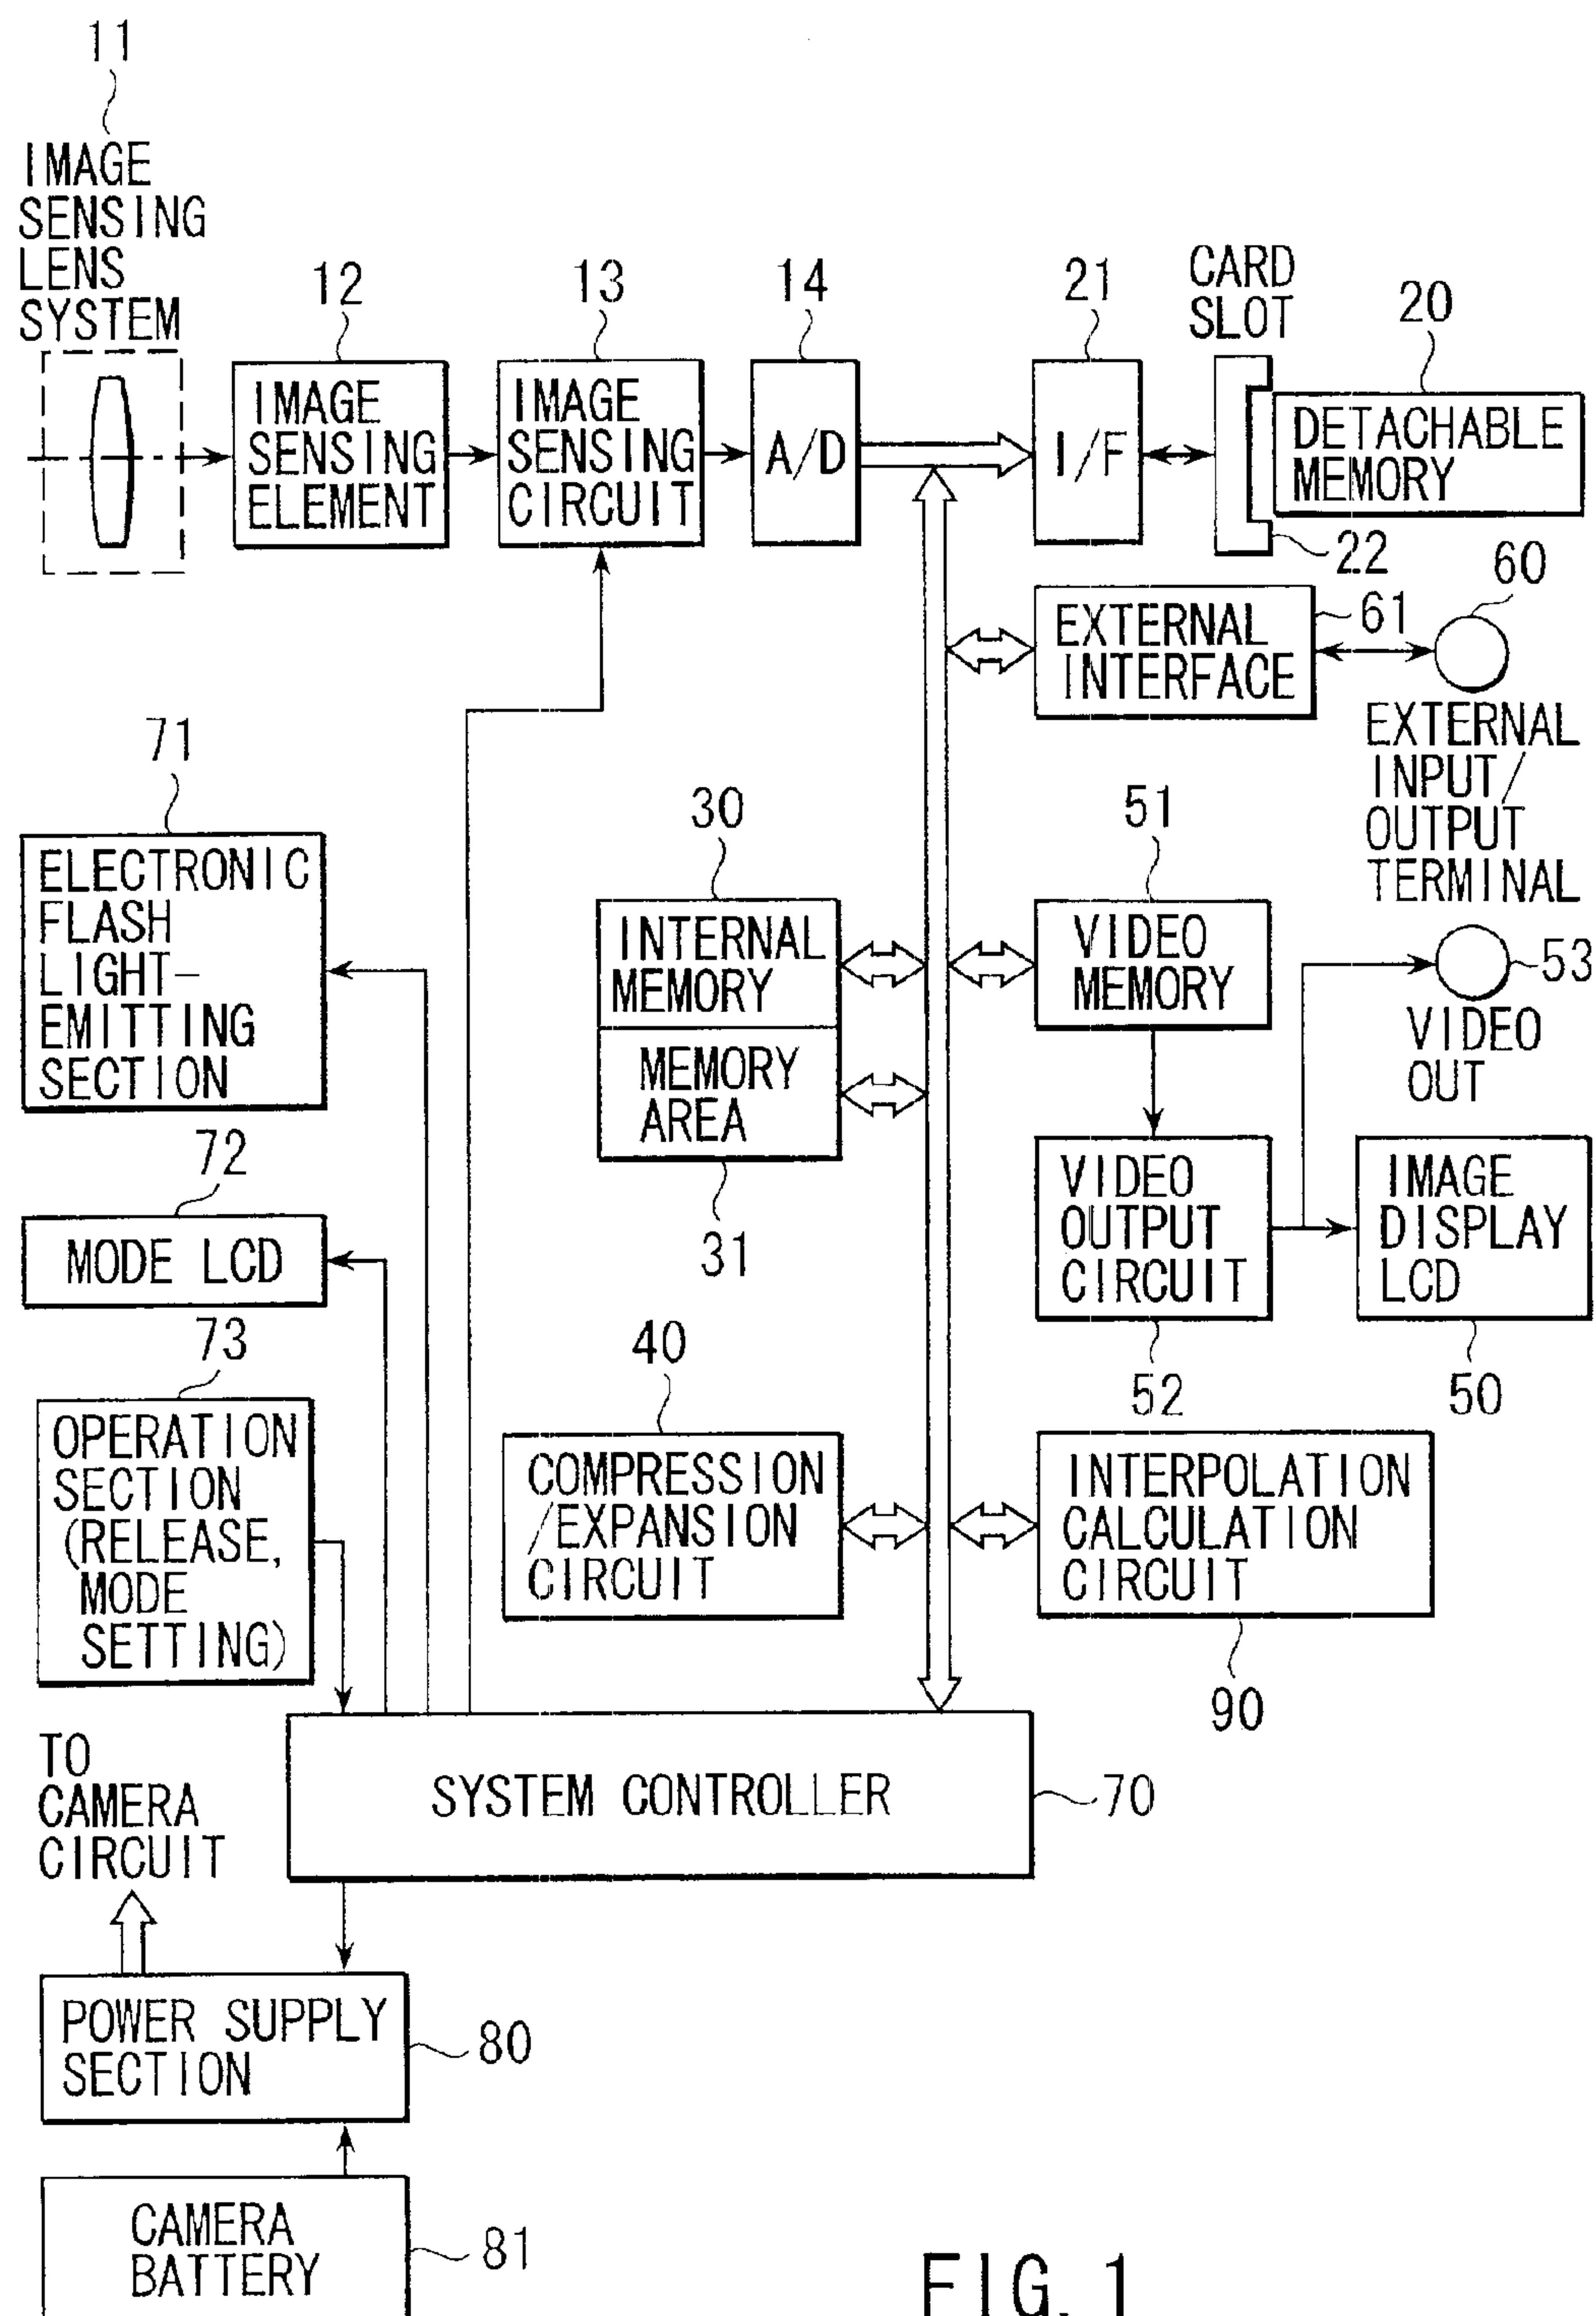 11
IMAGE
SENSING
LENS
SYSTEM
12
IMAGE
SENSING
ELEMENT
13
IMAGE
SENSING
CIRCUIT
14
A/D
21
I/F
CARD
SLOT
22
20
DETACHABLE
MEMORY
EXTERNAL
INTERFACE
61
60
EXTERNAL
INPUT/
OUTPUT
TERMINAL
71
ELECTRONIC
FLASH
LIGHT-
EMITTING
SECTION
30
INTERNAL
MEMORY
MEMORY
AREA
31
51
VIDEO
MEMORY
53
VIDEO
OUT
72
MODE LCD
VIDEO
OUTPUT
CIRCUIT
52
IMAGE
DISPLAY
LCD
50
73
OPERATION
SECTION
(RELEASE,
MODE
SETTING)
40
COMPRESSION
/EXPANSION
CIRCUIT
INTERPOLATION
CALCULATION
CIRCUIT
90
SYSTEM CONTROLLER
70
TO
CAMERA
CIRCUIT
POWER SUPPLY
SECTION
80
CAMERA
BATTERY
81
FIG. 1